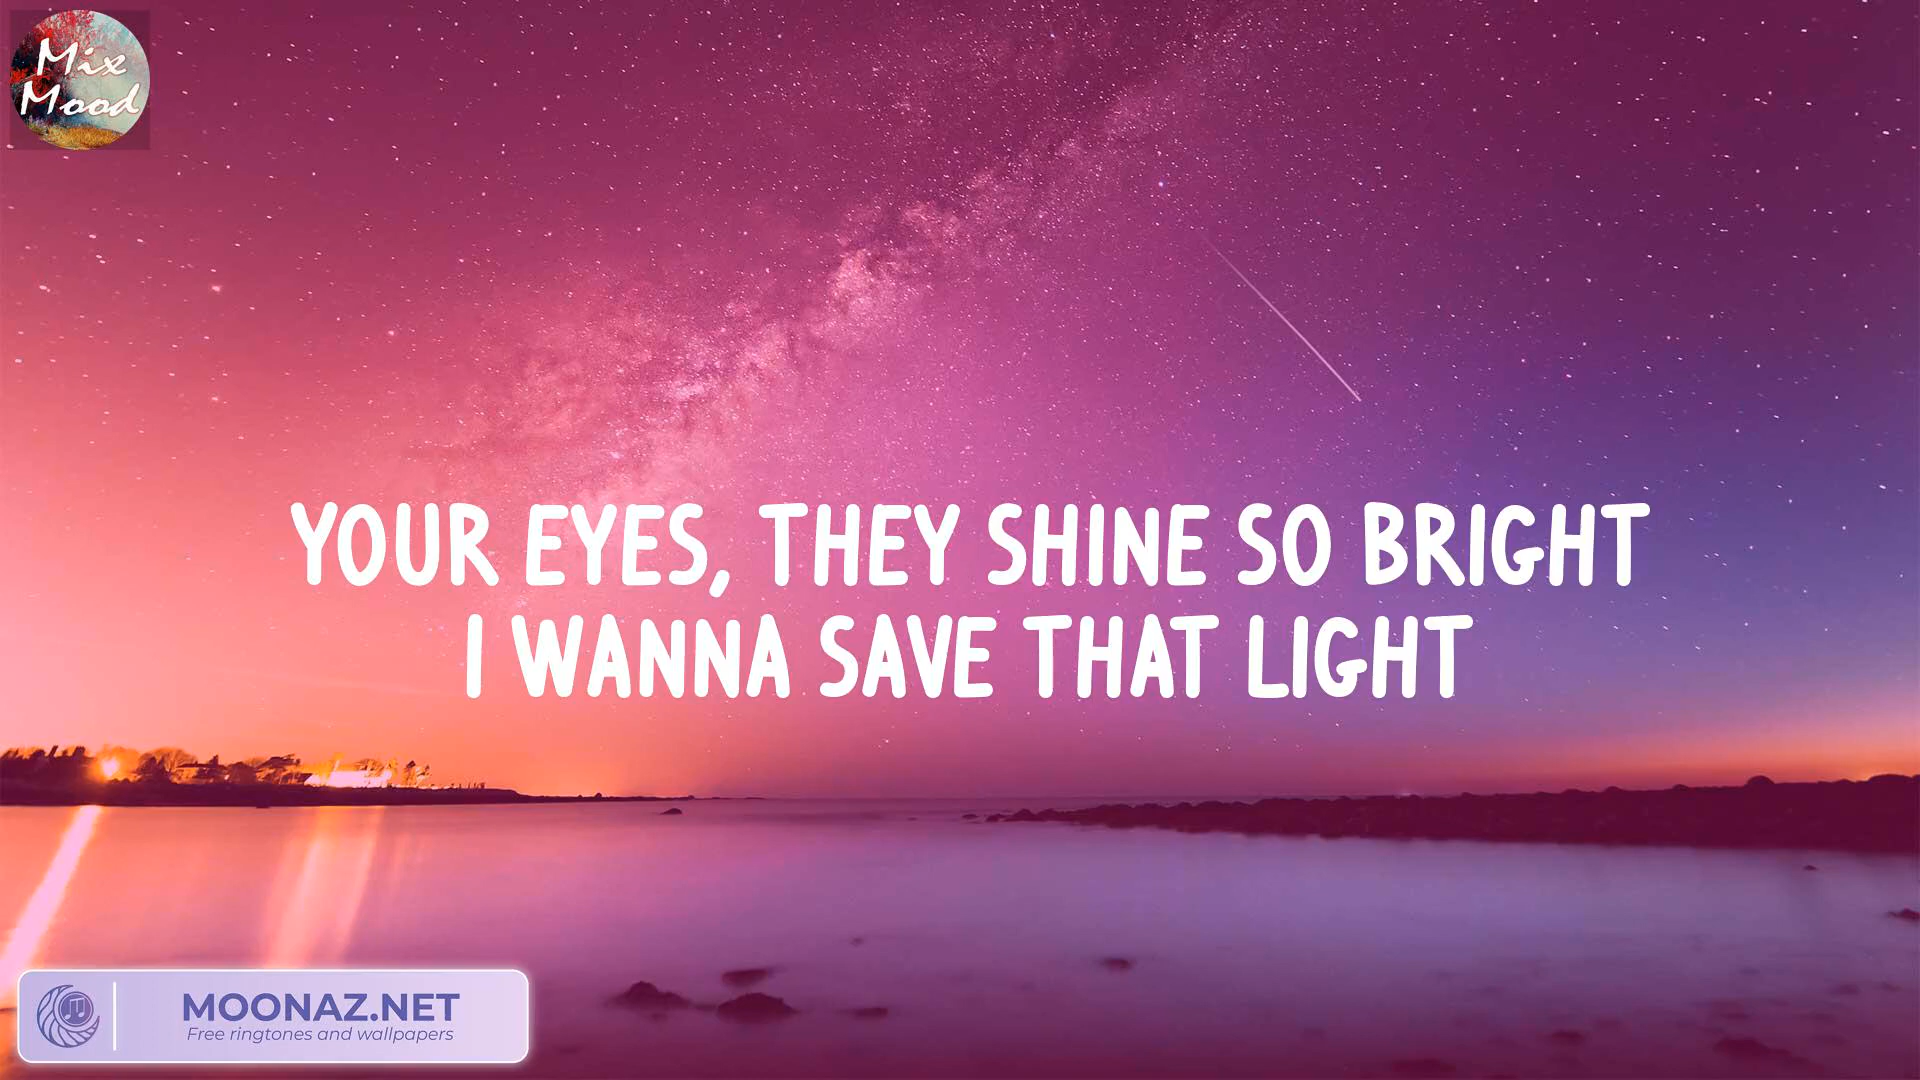 Mix
Mood
YOUR EYES, THEY SHINE SO BRIGHT
I WANNA SAVE THAT LIGHT
MOONAZ.NET
Free ringtones and wallpapers